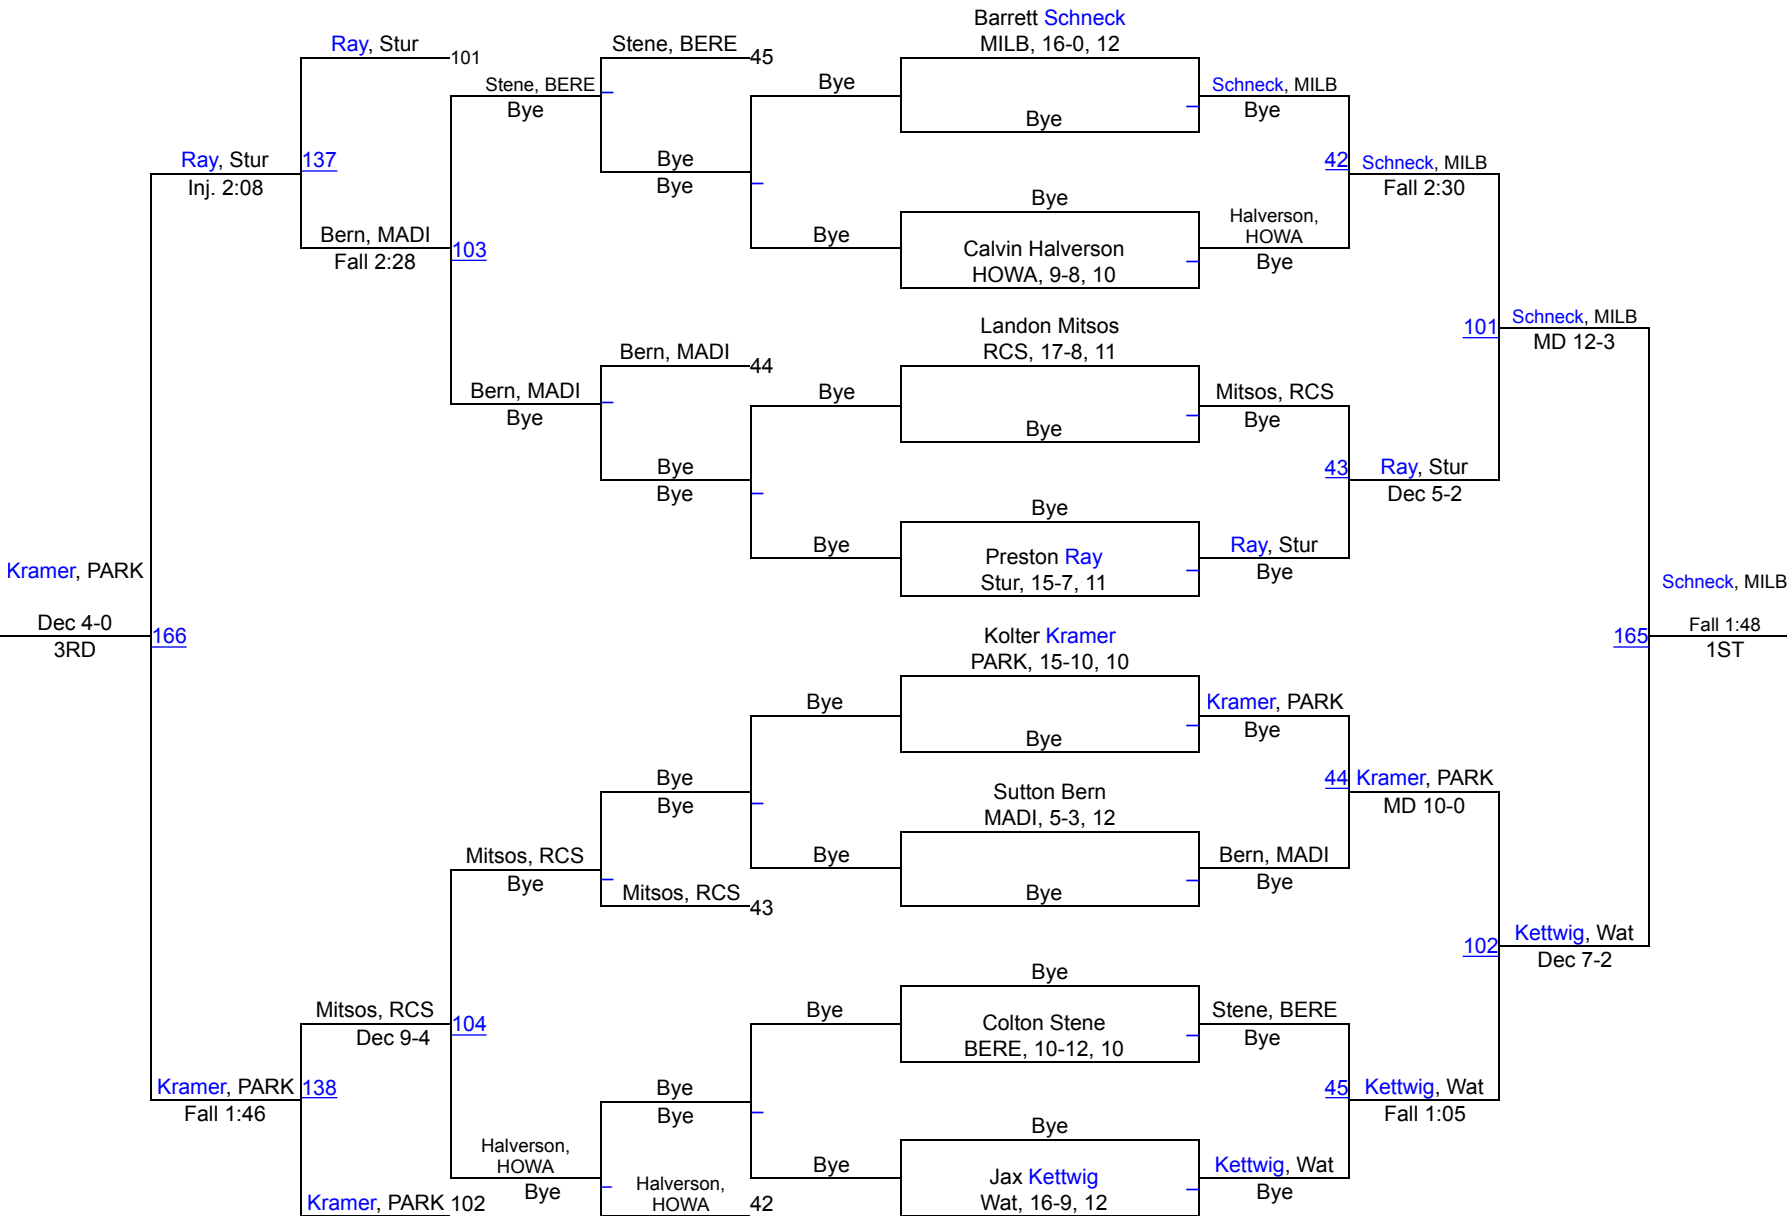 Ray, Stur
101
Ray, Stur
Inj. 2:08
137
Bern, MADI
Fall 2:28
103
Stene, BERE
Bye
Stene, BERE
45
Bye
Bye
Bye
Bye
Bern, MADI
Bye
Bern, MADI
44
Bye
Bye
Bye
Bye
Kramer, PARK
Dec 4-0
3RD
166
Kramer, PARK
Fall 1:46
138
Mitsos, RCS
Dec 9-4
104
Kramer, PARK
102
Mitsos, RCS
Bye
Bye
Bye
Mitsos, RCS
43
Bye
Bye
Halverson,
HOWA
Bye
Bye
Bye
Halverson,
HOWA
42
Bye
Bye
Barrett Schneck
MILB, 16-0, 12
Bye
Bye
Calvin Halverson
HOWA, 9-8, 10
Landon Mitsos
RCS, 17-8, 11
Bye
Bye
Preston Ray
Stur, 15-7, 11
Kolter Kramer
PARK, 15-10, 10
Bye
Sutton Bern
MADI, 5-3, 12
Bye
Bye
Colton Stene
BERE, 10-12, 10
Bye
Jax Kettwig
Wat, 16-9, 12
Schneck, MILB
Bye
42
Halverson,
HOWA
Bye
Schneck, MILB
Fall 2:30
Mitsos, RCS
Bye
43
Ray, Stur
Bye
Ray, Stur
Dec 5-2
101
Schneck, MILB
MD 12-3
Kramer, PARK
Bye
44
Bern, MADI
Bye
Kramer, PARK
MD 10-0
Stene, BERE
Bye
45
Kettwig, Wat
Bye
Kettwig, Wat
Fall 1:05
102
Kettwig, Wat
Dec 7-2
165
Schneck, MILB
Fall 1:48
1ST